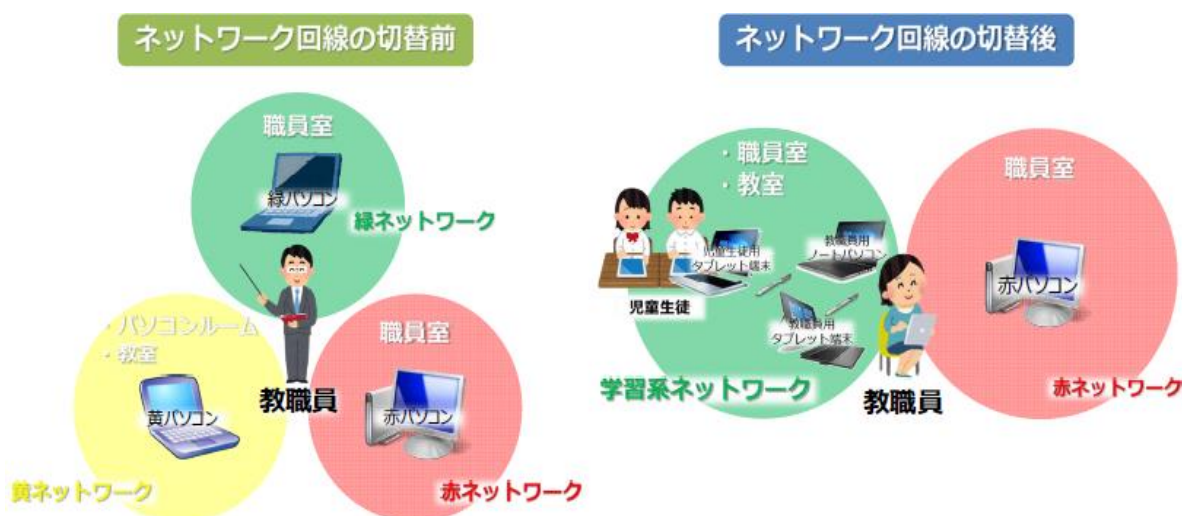 ネットワーク回線の切替前
職員室
緑パソコン
緑ネットワーク
・パソコンルーム
・教室
黄パソコン
黄ネットワーク
教職員
職員室
赤パソコン
赤ネットワーク
ネットワーク回線の切替後
・職員室
・教室
児童生徒用
タブレット端末
教職員用
ノートパソコン
教職員用
タブレット端末
児童生徒
学習系ネットワーク
教職員
職員室
赤パソコン
赤ネットワーク